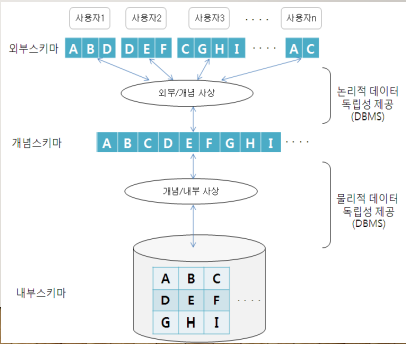 사용자1 사용자2 사용자3 ···· 사용자n
외부스키마 A B D D E F C G H I ···· A C
외부/개념 사상
논리적 데이터
독립성 제공
(DBMS)
개념스키마 A B C D E F G H I ····
개념/내부 사상
물리적 데이터
독립성 제공
(DBMS)
내부스키마
A B C
D E F ····
G H I